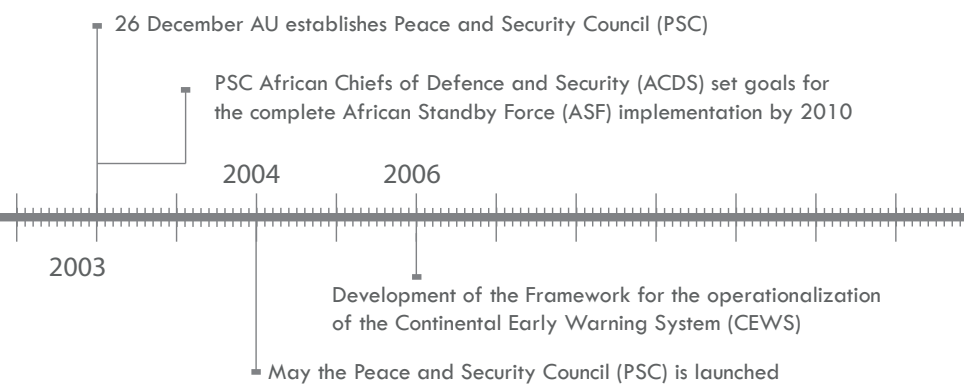 26 December AU establishes Peace and Security Council (PSC)
PSC African Chiefs of Defence and Security (ACDS) set goals for
the complete African Standby Force (ASF) implementation by 2010
2004
2006
2003
Development of the Framework for the operationalization
of the Continental Early Warning System (CEWS)
May the Peace and Security Council (PSC) is launched